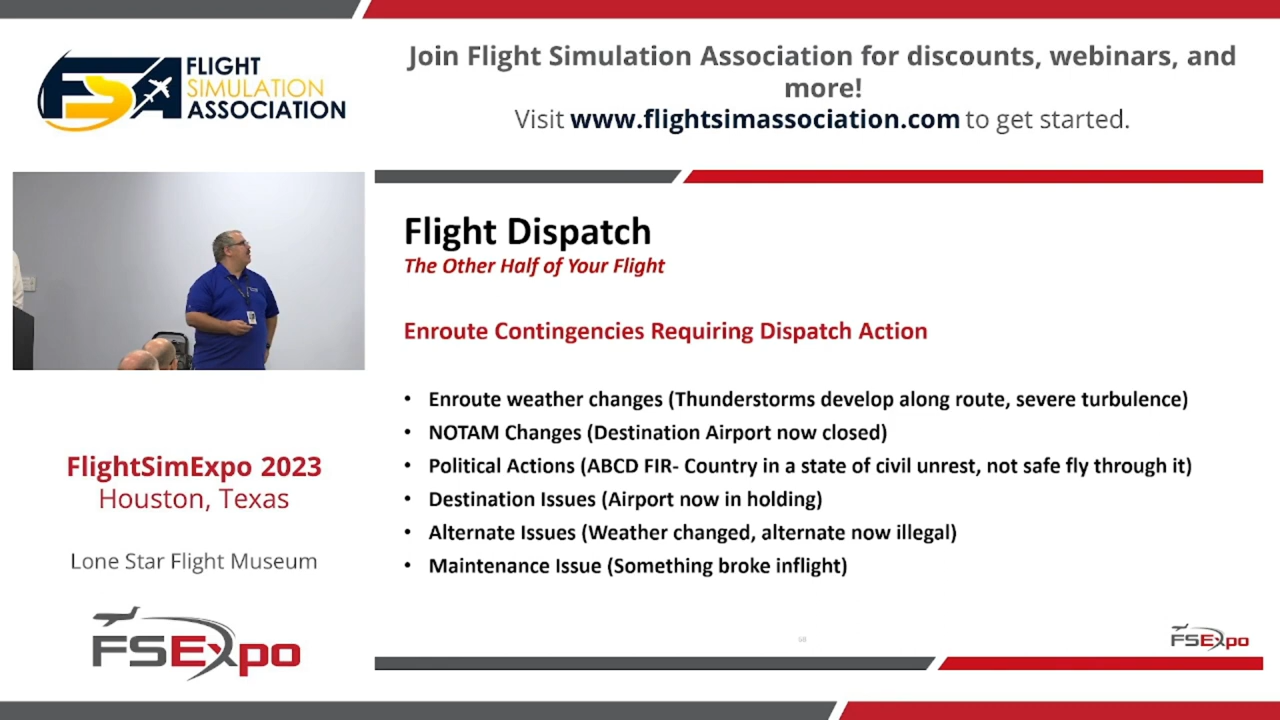 FLIGHT
SIMULATION
ASSOCIATION
Join Flight Simulation Association for discounts, webinars, and
more!
Visit www.flightsimassociation.com to get started.
Flight Dispatch
The Other Half of Your Flight
Enroute Contingencies Requiring Dispatch Action
• Enroute weather changes (Thunderstorms develop along route, severe turbulence)
• NOTAM Changes (Destination Airport now closed)
• Political Actions (ABCD FIR- Country in a state of civil unrest, not safe fly through it)
• Destination Issues (Airport now in holding)
• Alternate Issues (Weather changed, alternate now illegal)
• Maintenance Issue (Something broke inflight)
FlightSimExpo 2023
Houston, Texas
Lone Star Flight Museum
FSExpo
FSExpo